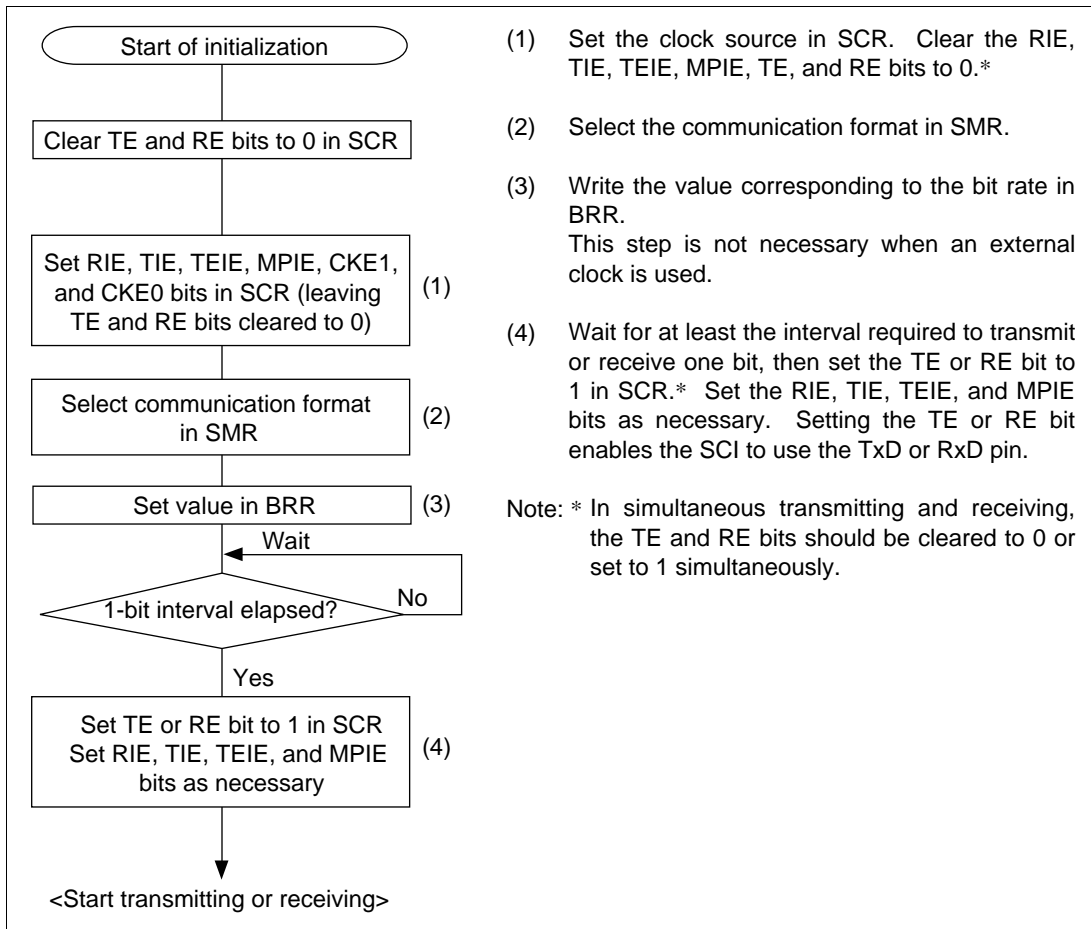 Start of initialization
Clear TE and RE bits to 0 in SCR
Set RIE, TIE, TEIE, MPIE, CKE1,
and CKE0 bits in SCR (leaving
TE and RE bits cleared to 0)
(1)
Select communication format
in SMR
(2)
Set value in BRR
(3)
Wait
1-bit interval elapsed?
No
Yes
Set TE or RE bit to 1 in SCR
Set RIE, TIE, TEIE, and MPIE
bits as necessary
(4)
<Start transmitting or receiving>
(1) Set the clock source in SCR. Clear the RIE,
TIE, TEIE, MPIE, TE, and RE bits to 0.*
(2) Select the communication format in SMR.
(3) Write the value corresponding to the bit rate in
BRR.
This step is not necessary when an external
clock is used.
(4) Wait for at least the interval required to transmit
or receive one bit, then set the TE or RE bit to
1 in SCR.* Set the RIE, TIE, TEIE, and MPIE
bits as necessary. Setting the TE or RE bit
enables the SCI to use the TxD or RxD pin.
Note: * In simultaneous transmitting and receiving,
the TE and RE bits should be cleared to 0 or
set to 1 simultaneously.